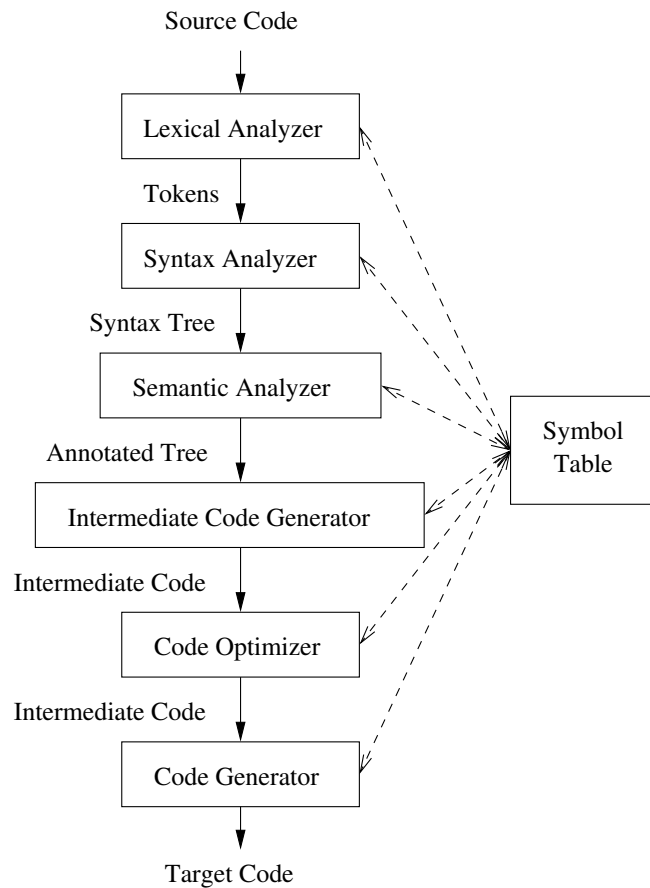 Source Code
Lexical Analyzer
Tokens
Syntax Analyzer
Syntax Tree
Semantic Analyzer
Annotated Tree
Intermediate Code Generator
Intermediate Code
Code Optimizer
Intermediate Code
Code Generator
Target Code
Symbol
Table